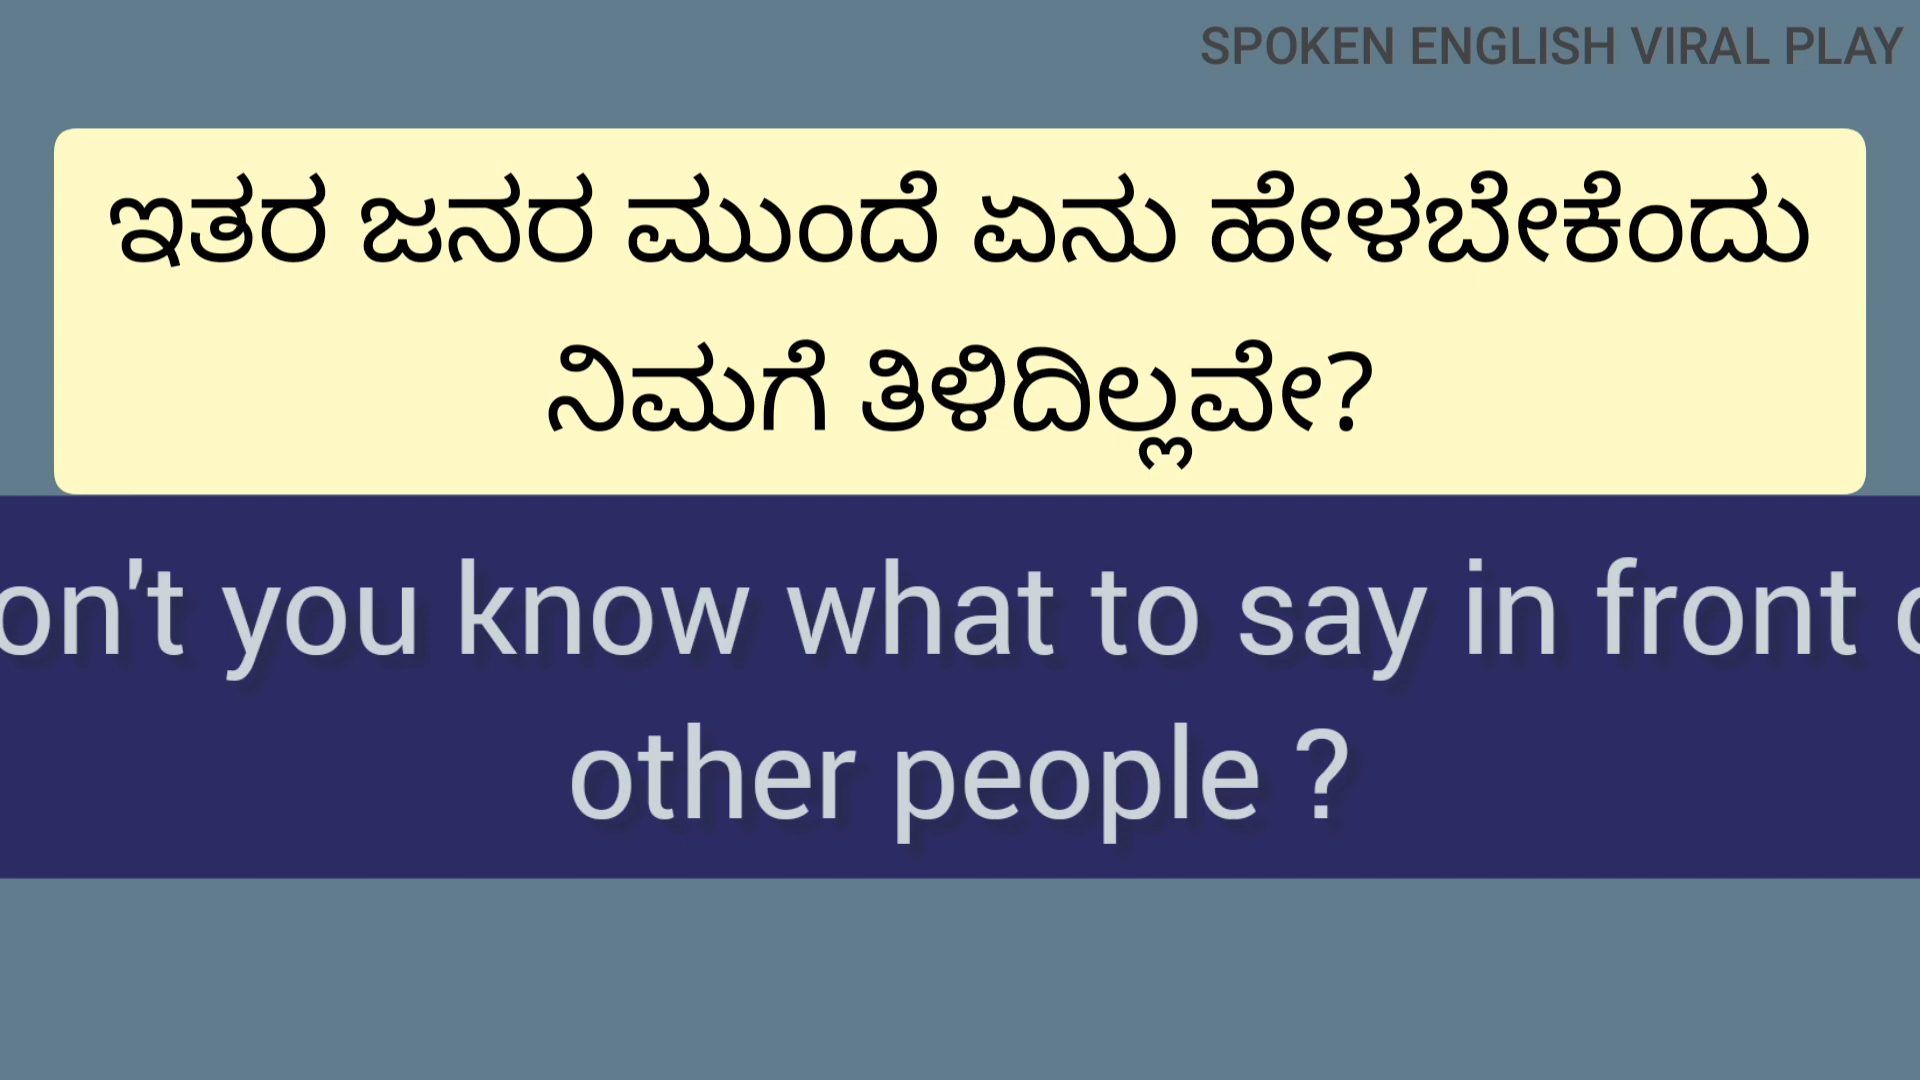 SPOKEN ENGLISH VIRAL PLAY
ಇತರ ಜನರ ಮುಂದೆ ಏನು ಹೇಳಬೇಕೆಂದು
ನಿಮಗೆ ತಿಳಿದಿಲ್ಲವೇ?
on't you know what to say in front
other people ?